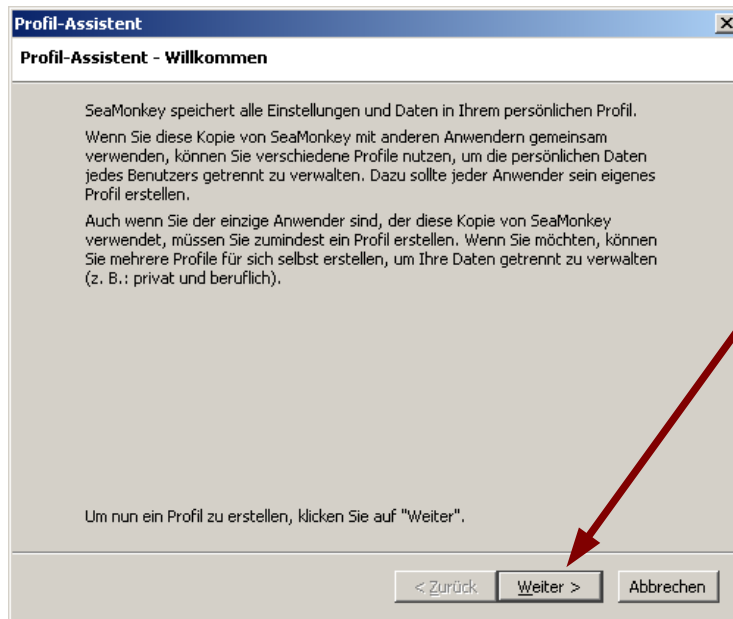 Profil-Assistent
Profil-Assistent - Willkommen
SeaMonkey speichert alle Einstellungen und Daten in Ihrem persönlichen Profil.
Wenn Sie diese Kopie von SeaMonkey mit anderen Anwendern gemeinsam
verwenden, können Sie verschiedene Profile nutzen, um die persönlichen Daten
jedes Benutzers getrennt zu verwalten. Dazu sollte jeder Anwender sein eigenes
Profil erstellen.
Auch wenn Sie der einzige Anwender sind, der diese Kopie von SeaMonkey
verwendet, müssen Sie zumindest ein Profil erstellen. Wenn Sie möchten, können
Sie mehrere Profile für sich selbst erstellen, um Ihre Daten getrennt zu verwalten
(z. B.: privat und beruflich).
Um nun ein Profil zu erstellen, klicken Sie auf "Weiter".
< Zurück Weiter > Abbrechen